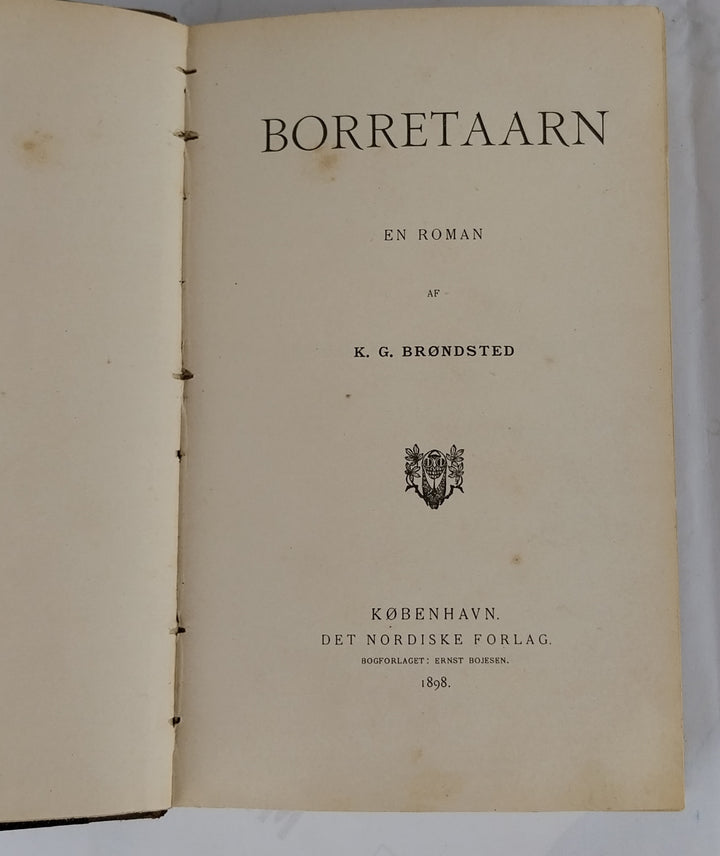 BORRETAARN
EN ROMAN
AF
K. G. BRØNDSTED
KØBENHAVN.
DET NORDISKE FORLAG.
BOGFORLAGET: ERNST BOJESEN.
1898.